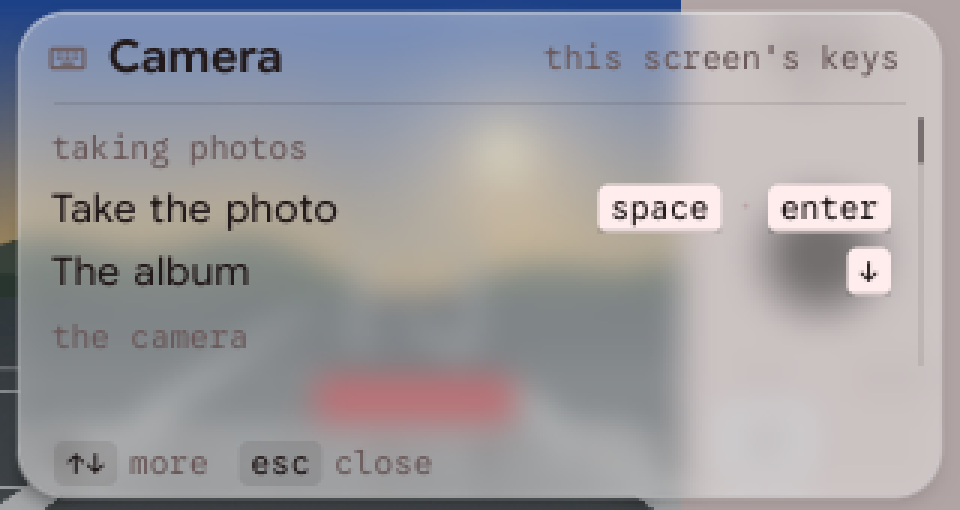 Camera this screen's keys
taking photos
Take the photo space · enter
The album ↓
the camera
↑↓ more esc close